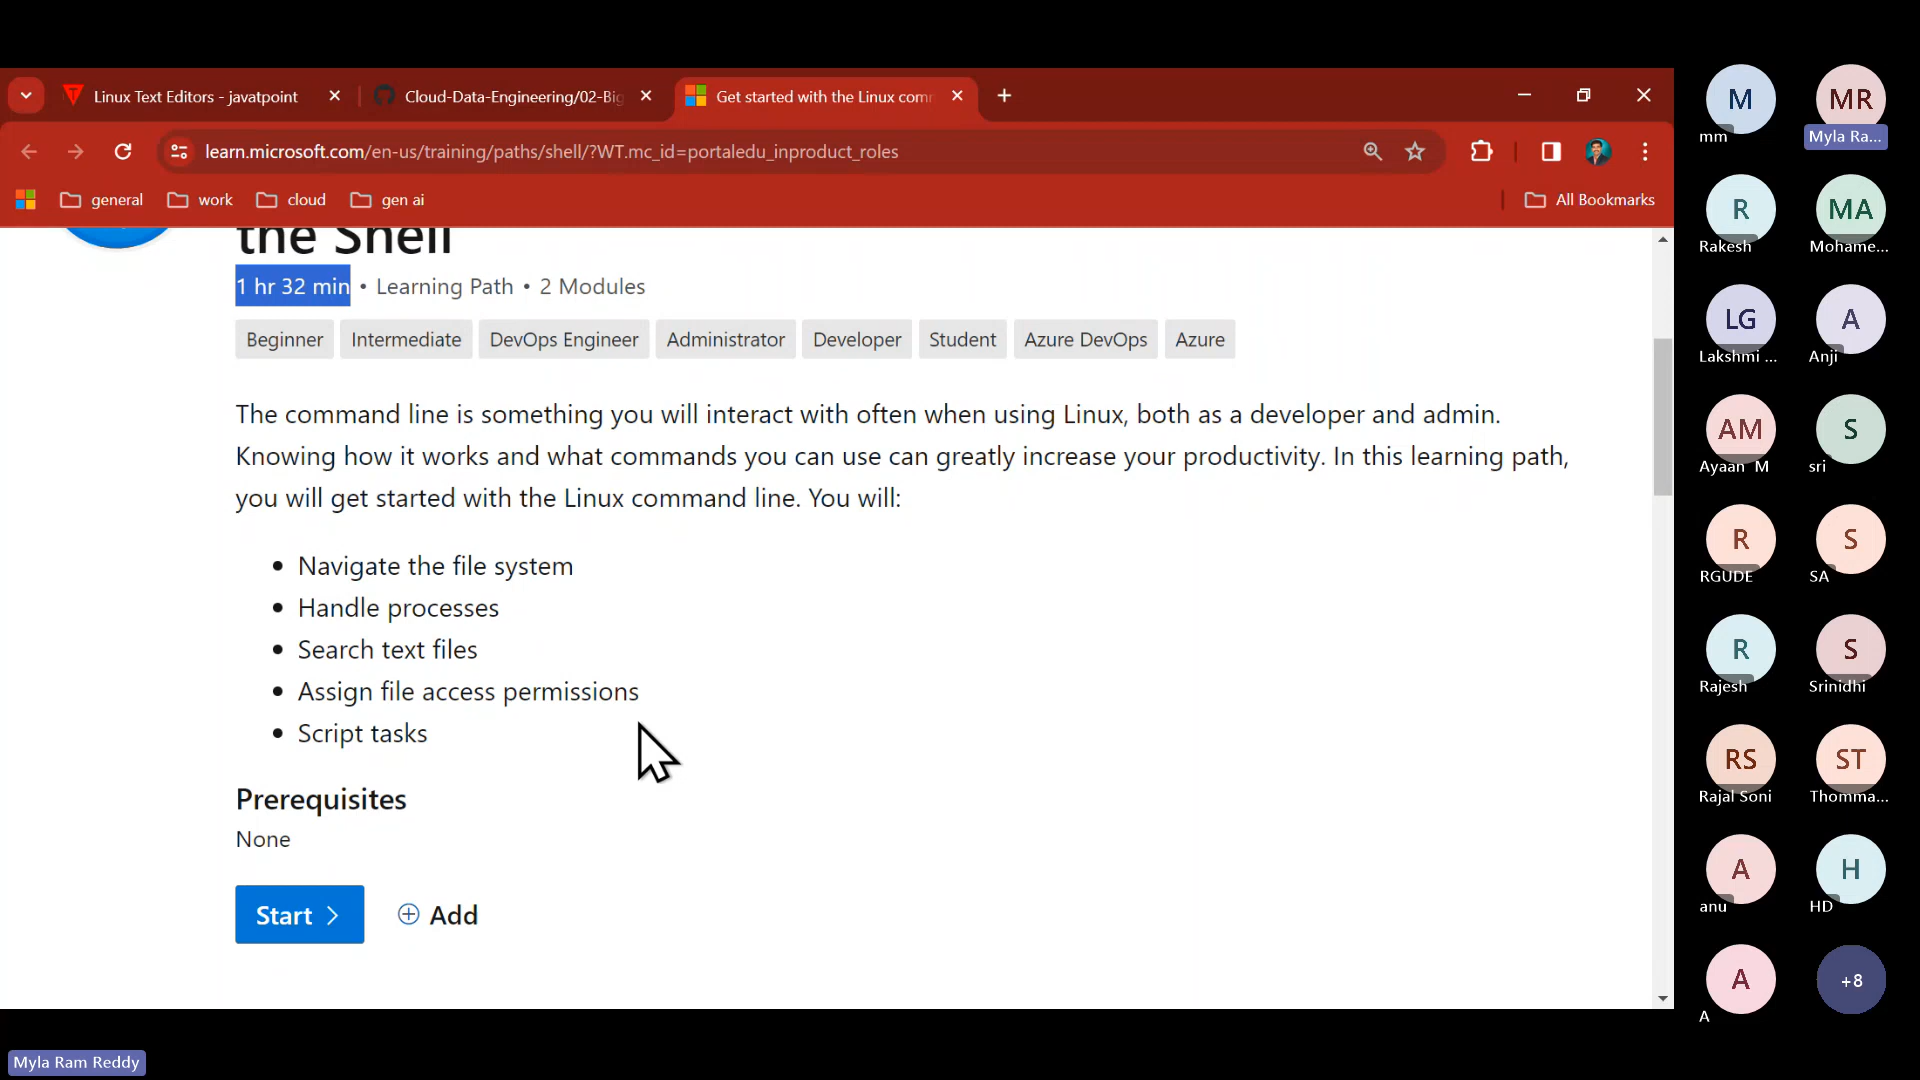 Linux Text Editors - javatpoint
Cloud-Data-Engineering/02-Big
Get started with the Linux com
learn.microsoft.com/en-us/training/paths/shell/?WT.mc_id=portaledu_inproduct_roles
general
work
cloud
gen ai
All Bookmarks
the Shell
1 hr 32 min • Learning Path • 2 Modules
Beginner
Intermediate
DevOps Engineer
Administrator
Developer
Student
Azure DevOps
Azure
The command line is something you will interact with often when using Linux, both as a developer and admin.
Knowing how it works and what commands you can use can greatly increase your productivity. In this learning path,
you will get started with the Linux command line. You will:
• Navigate the file system
• Handle processes
• Search text files
• Assign file access permissions
• Script tasks
Prerequisites
None
Start
Add
M
mm
MR
Myla Ra...
R
Rakesh
MA
Mohame...
LG
Lakshmi ...
A
Anji
AM
Ayaan M
S
sri
R
RGUDE
S
SA
R
Rajesh
S
Srinidhi
RS
Rajal Soni
ST
Thomma...
A
anu
H
HD
A
A
+8
Myla Ram Reddy